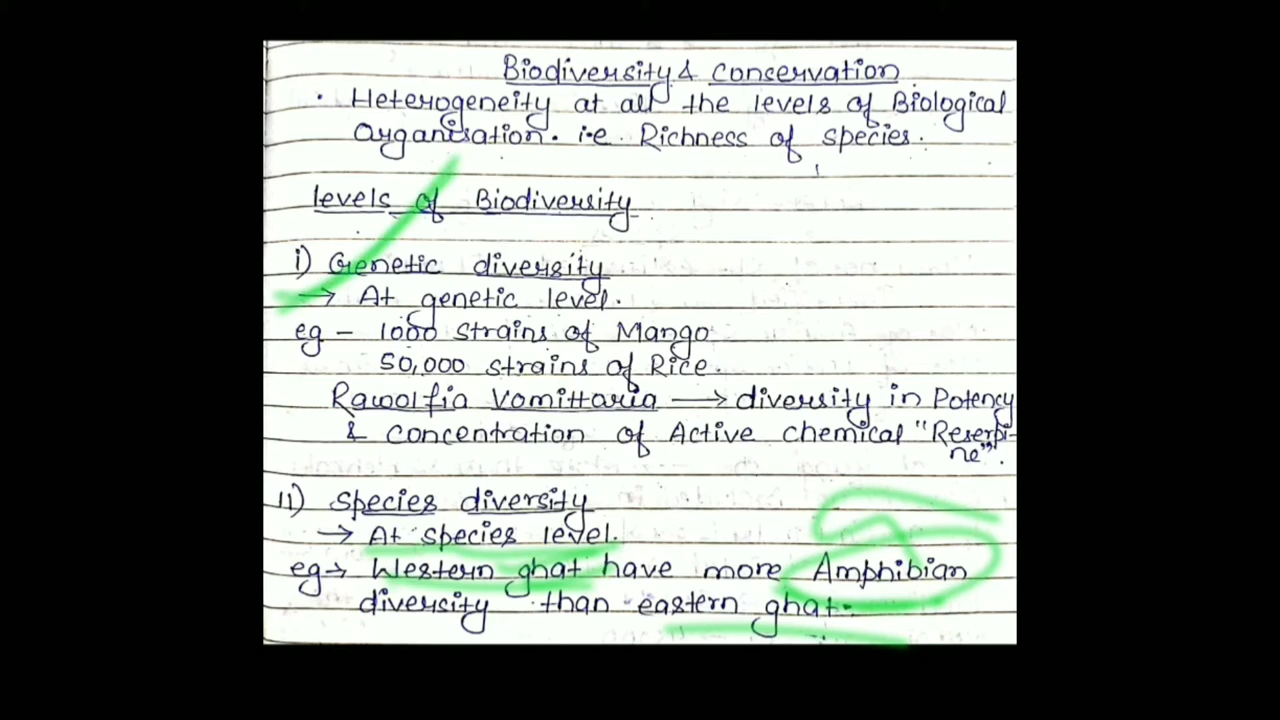 Biodiversity & conservation
• Heterogeneity at all the levels of Biological
Organisation. i.e. Richness of species.
levels of Biodiversity
i) Genetic diversity
→ At genetic level.
eg – 1000 strains of Mango
50,000 strains of Rice.
Rawolfia Vomittaria → diversity in Potency
& concentration of Active chemical "Reserpi-
ne".
ii) species diversity
→ At species level.
eg → Western ghat have more Amphibian
diversity than eastern ghat.